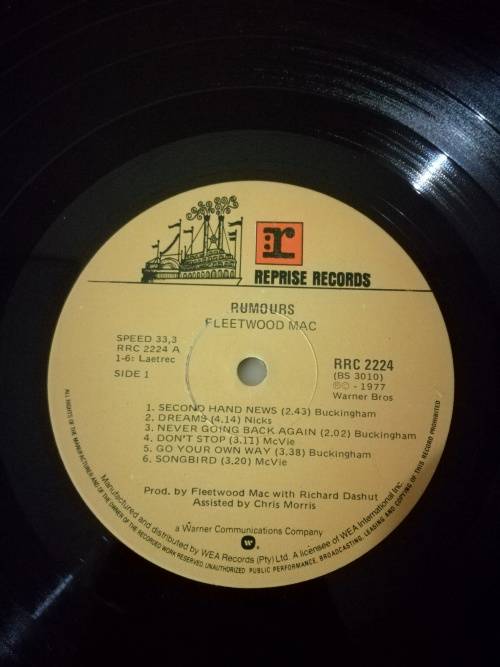 r
REPRISE RECORDS
RUMOURS
FLEETWOOD MAC
SPEED 33,3
RRC 2224 A
1-6: Laetrec
SIDE 1
RRC 2224
(BS 3010)
Ⓟ© - 1977
Warner Bros
1. SECOND HAND NEWS (2.43) Buckingham
2. DREAMS (4.14) Nicks
3. NEVER GOING BACK AGAIN (2.02) Buckingham
4. DON'T STOP (3.11) McVie
5. GO YOUR OWN WAY (3.38) Buckingham
6. SONGBIRD (3.20) McVie
Prod. by Fleetwood Mac with Richard Dashut
Assisted by Chris Morris
a Warner Communications Company
Manufactured and distributed by WEA Records (Pty) Ltd. A licensee of WEA International Inc.
ALL RIGHTS OF THE MANUFACTURER AND OF THE OWNER OF THE RECORDED WORK RESERVED. UNAUTHORIZED PUBLIC PERFORMANCE, BROADCASTING, LEASING AND COPYING OF THIS RECORD PROHIBITED